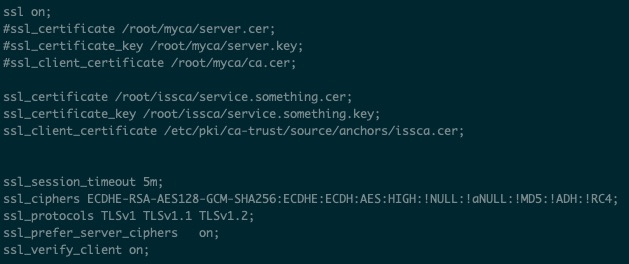 ssl on;
#ssl_certificate /root/myca/server.cer;
#ssl_certificate_key /root/myca/server.key;
#ssl_client_certificate /root/myca/ca.cer;
ssl_certificate /root/issca/service.something.cer;
ssl_certificate_key /root/issca/service.something.key;
ssl_client_certificate /etc/pki/ca-trust/source/anchors/issca.cer;
ssl_session_timeout 5m;
ssl_ciphers ECDHE-RSA-AES128-GCM-SHA256:ECDHE:ECDH:AES:HIGH:!NULL:!aNULL:!MD5:!ADH:!RC4;
ssl_protocols TLSv1 TLSv1.1 TLSv1.2;
ssl_prefer_server_ciphers   on;
ssl_verify_client on;